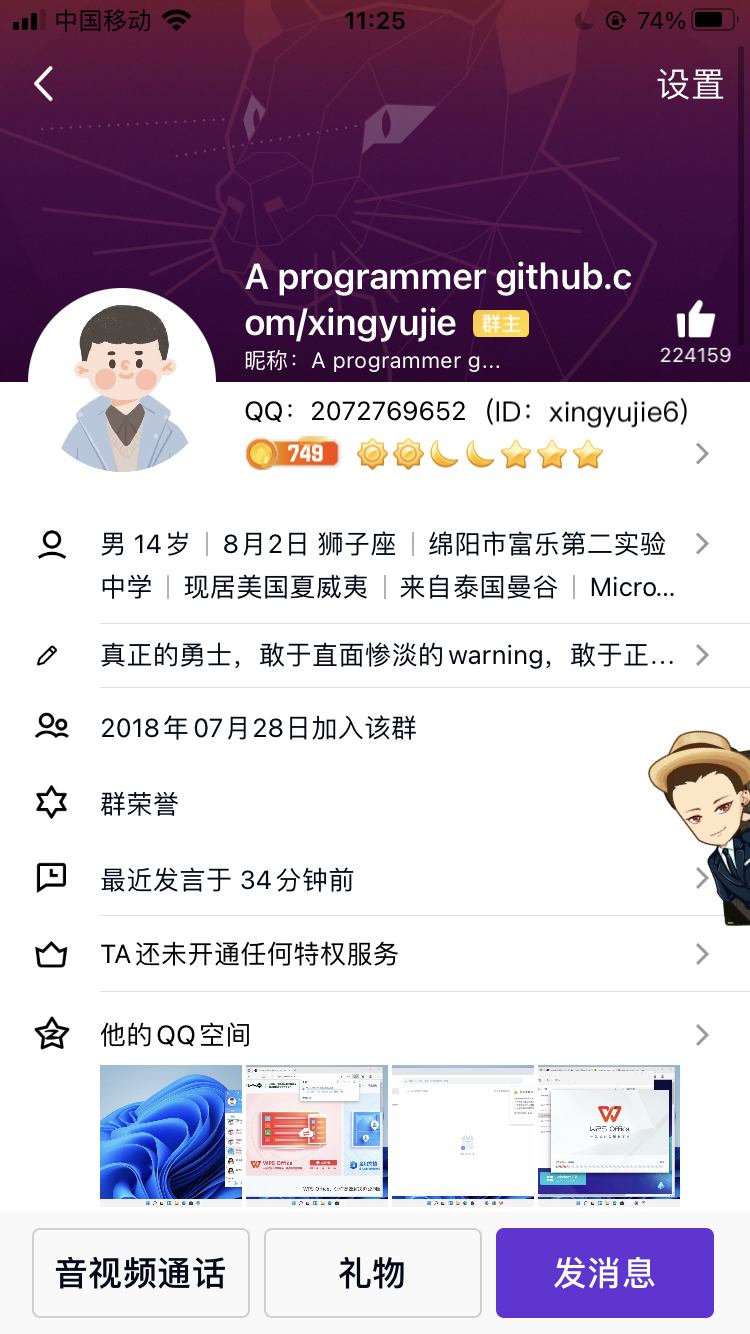 中国移动 11:25 74%
设置
A programmer github.c
om/xingyujie 群主
224159
昵称：A programmer g...
QQ：2072769652（ID：xingyujie6）
749
男 14岁｜8月2日 狮子座｜绵阳市富乐第二实验
中学｜现居美国夏威夷｜来自泰国曼谷｜Micro...
真正的勇士，敢于直面惨淡的warning，敢于正...
2018年07月28日加入该群
群荣誉
最近发言于 34分钟前
TA还未开通任何特权服务
他的QQ空间
WPS Office
WPS Office
音视频通话 礼物 发消息